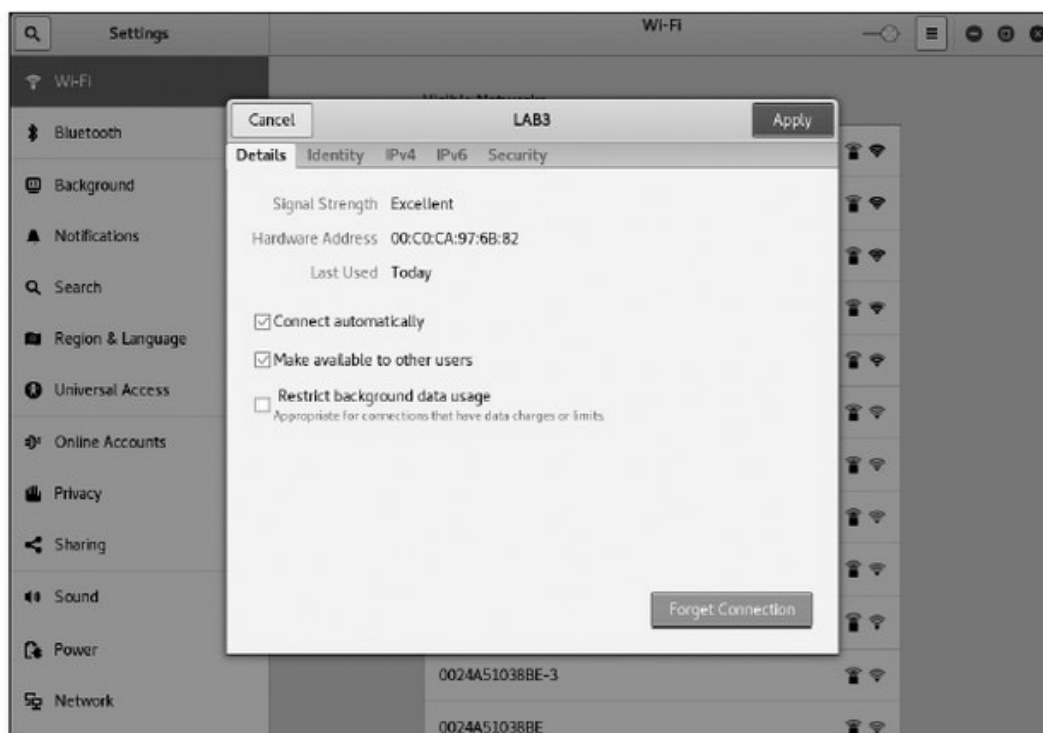 Settings
Wi-Fi
Wi-Fi
Bluetooth
Background
Notifications
Search
Region & Language
Universal Access
Online Accounts
Privacy
Sharing
Sound
Power
Network
Visible Networks
Cancel
LAB3
Apply
Details Identity IPv4 IPv6 Security
Signal Strength Excellent
Hardware Address 00:C0:CA:97:6B:82
Last Used Today
Connect automatically
Make available to other users
Restrict background data usage
Appropriate for connections that have data charges or limits.
Forget Connection
0024A51038BE-3
0024A51038BE